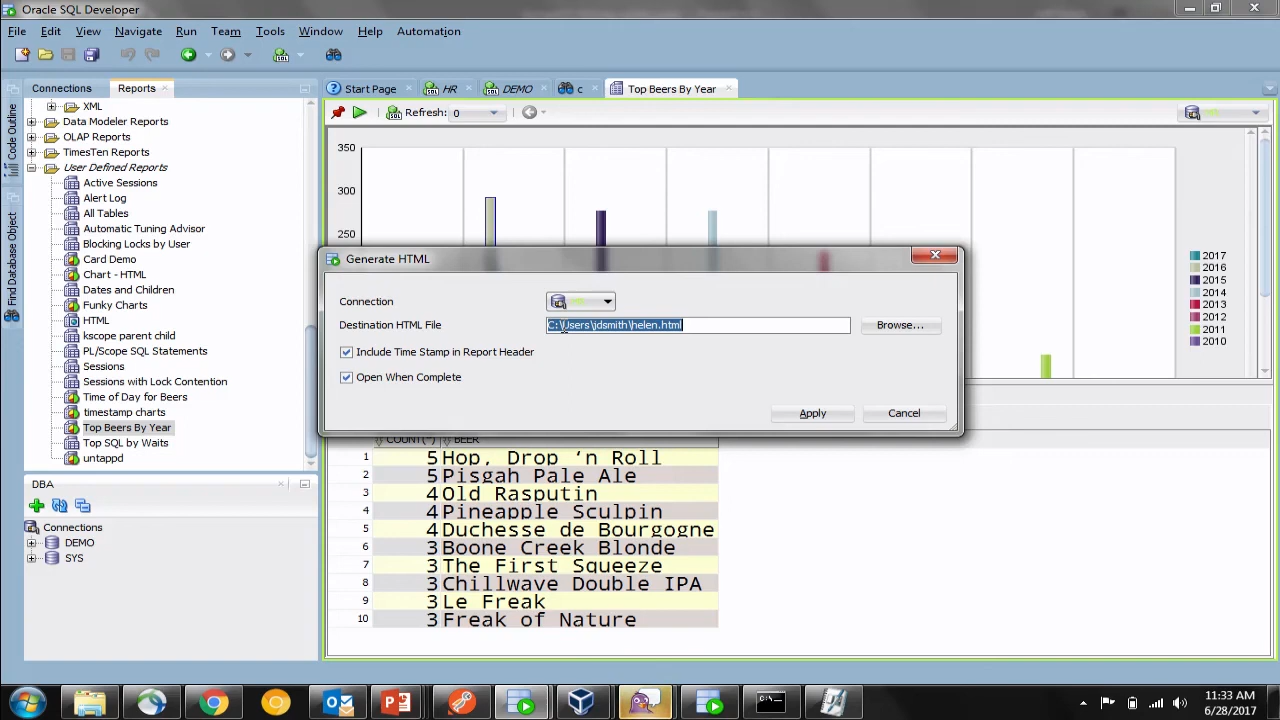 Oracle SQL Developer
File Edit View Navigate Run Team Tools Window Help Automation
Connections Reports
Start Page HR DEMO c Top Beers By Year
Refresh: 0
Code Outline
Find Database Object
XML
Data Modeler Reports
OLAP Reports
TimesTen Reports
User Defined Reports
Active Sessions
Alert Log
All Tables
Automatic Tuning Advisor
Blocking Locks by User
Card Demo
Chart - HTML
Dates and Children
Funky Charts
HTML
kscope parent child
PL/Scope SQL Statements
Sessions
Sessions with Lock Contention
Time of Day for Beers
timestamp charts
Top Beers By Year
Top SQL by Waits
untappd
DBA
Connections
DEMO
SYS
350
300
250
2017
2016
2015
2014
2013
2012
2011
2010
Generate HTML
Connection
Destination HTML File C:\Users\jdsmith\helen.html Browse...
Include Time Stamp in Report Header
Open When Complete
Apply Cancel
COUNT(*) BEER
1 5 Hop, Drop 'n Roll
2 5 Pisgah Pale Ale
3 4 Old Rasputin
4 4 Pineapple Sculpin
5 4 Duchesse de Bourgogne
6 3 Boone Creek Blonde
7 3 The First Squeeze
8 3 Chillwave Double IPA
9 3 Le Freak
10 3 Freak of Nature
11:33 AM
6/28/2017